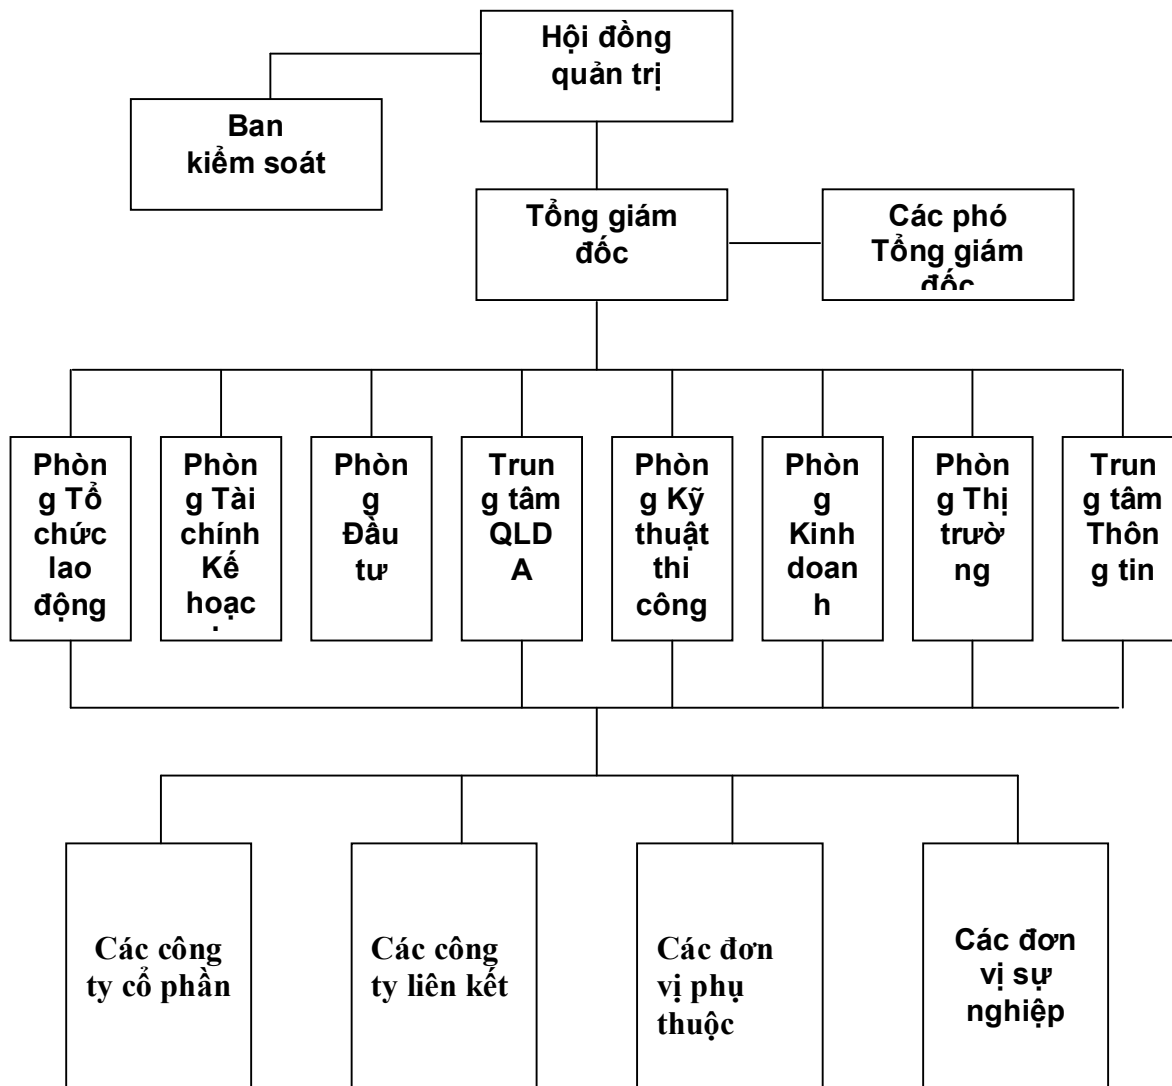 Hội đồng
quản trị
Ban
kiểm soát
Tổng giám
đốc
Các phó
Tổng giám
đốc
Phòn
g Tổ
chức
lao
động
Phòn
g Tài
chính
Kế
hoạc
Phòn
g
Đầu
tư
Trun
g tâm
QLD
A
Phòn
g Kỹ
thuật
thi
công
Phòn
g
Kinh
doan
h
Phòn
g Thị
trườ
ng
Trun
g tâm
Thôn
g tin
Các công
ty cổ phần
Các công
ty liên kết
Các đơn
vị phụ
thuộc
Các đơn
vị sự
nghiệp